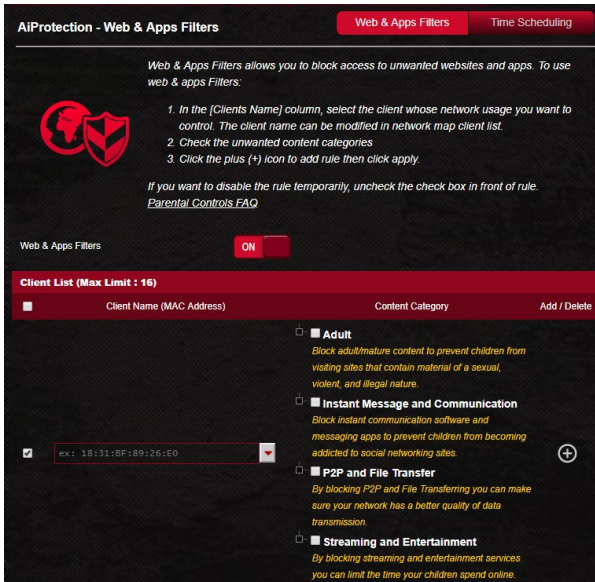 AiProtection - Web & Apps Filters
Web & Apps Filters
Time Scheduling
Web & Apps Filters allows you to block access to unwanted websites and apps. To use
web & apps Filters:
1. In the [Clients Name] column, select the client whose network usage you want to
control. The client name can be modified in network map client list.
2. Check the unwanted content categories
3. Click the plus (+) icon to add rule then click apply.
If you want to disable the rule temporarily, uncheck the check box in front of rule.
Parental Controls FAQ
Web & Apps Filters
ON
Client List (Max Limit : 16)
Client Name (MAC Address)
Content Category
Add / Delete
Adult
Block adult/mature content to prevent children from
visiting sites that contain material of a sexual,
violent, and illegal nature.
Instant Message and Communication
Block instant communication software and
messaging apps to prevent children from becoming
addicted to social networking sites.
ex: 18:31:BF:89:26:E0
P2P and File Transfer
By blocking P2P and File Transferring you can make
sure your network has a better quality of data
transmission.
Streaming and Entertainment
By blocking streaming and entertainment services
you can limit the time your children spend online.